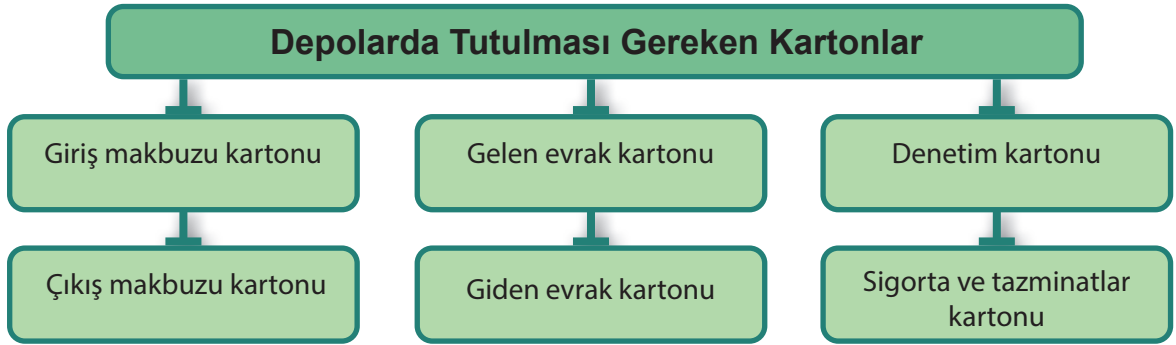 Depolarda Tutulması Gereken Kartonlar
Giriş makbuzu kartonu
Gelen evrak kartonu
Denetim kartonu
Çıkış makbuzu kartonu
Giden evrak kartonu
Sigorta ve tazminatlar
kartonu